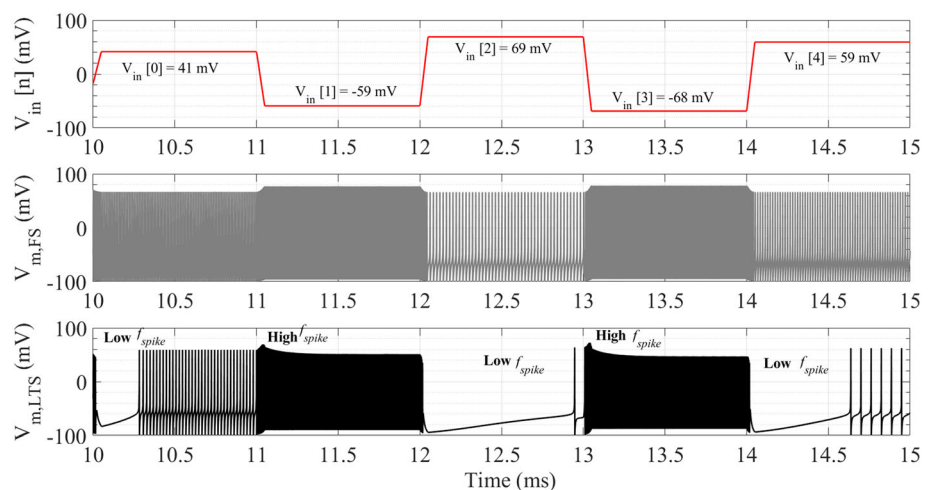 100
0
-100
V_in [n] (mV)
V_in [0] = 41 mV
V_in [1] = -59 mV
V_in [2] = 69 mV
V_in [3] = -68 mV
V_in [4] = 59 mV
10 10.5 11 11.5 12 12.5 13 13.5 14 14.5 15
100
0
-100
V_m,FS (mV)
10 10.5 11 11.5 12 12.5 13 13.5 14 14.5 15
100
0
-100
V_m,LTS (mV)
Low f_spike
High f_spike
Low f_spike
High f_spike
Low f_spike
10 10.5 11 11.5 12 12.5 13 13.5 14 14.5 15
Time (ms)